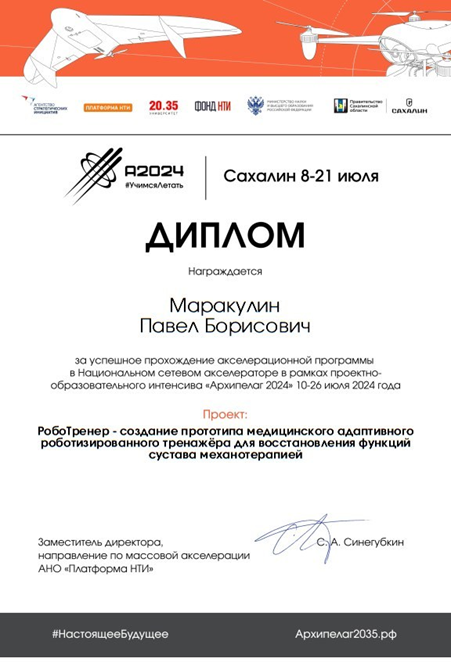 АГЕНТСТВО
СТРАТЕГИЧЕСКИХ
ИНИЦИАТИВ
ПЛАТФОРМА НТИ
20.35
УНИВЕРСИТЕТ
ФОНД НТИ
МИНИСТЕРСТВО НАУКИ
И ВЫСШЕГО ОБРАЗОВАНИЯ
РОССИЙСКОЙ ФЕДЕРАЦИИ
Правительство
Сахалинской
области
САХАЛИН
A2024
#УчимсяЛетать
Сахалин 8-21 июля
ДИПЛОМ
Награждается
Маракулин
Павел Борисович
за успешное прохождение акселерационной программы
в Национальном сетевом акселераторе в рамках проектно-
образовательного интенсива «Архипелаг 2024» 10-26 июля 2024 года
Проект:
РобоТренер - создание прототипа медицинского адаптивного
роботизированного тренажёра для восстановления функций
сустава механотерапией
Заместитель директора,
направление по массовой акселерации
АНО «Платформа НТИ»
С. А. Синегубкин
#НастоящееБудущее
Архипелаг2035.рф